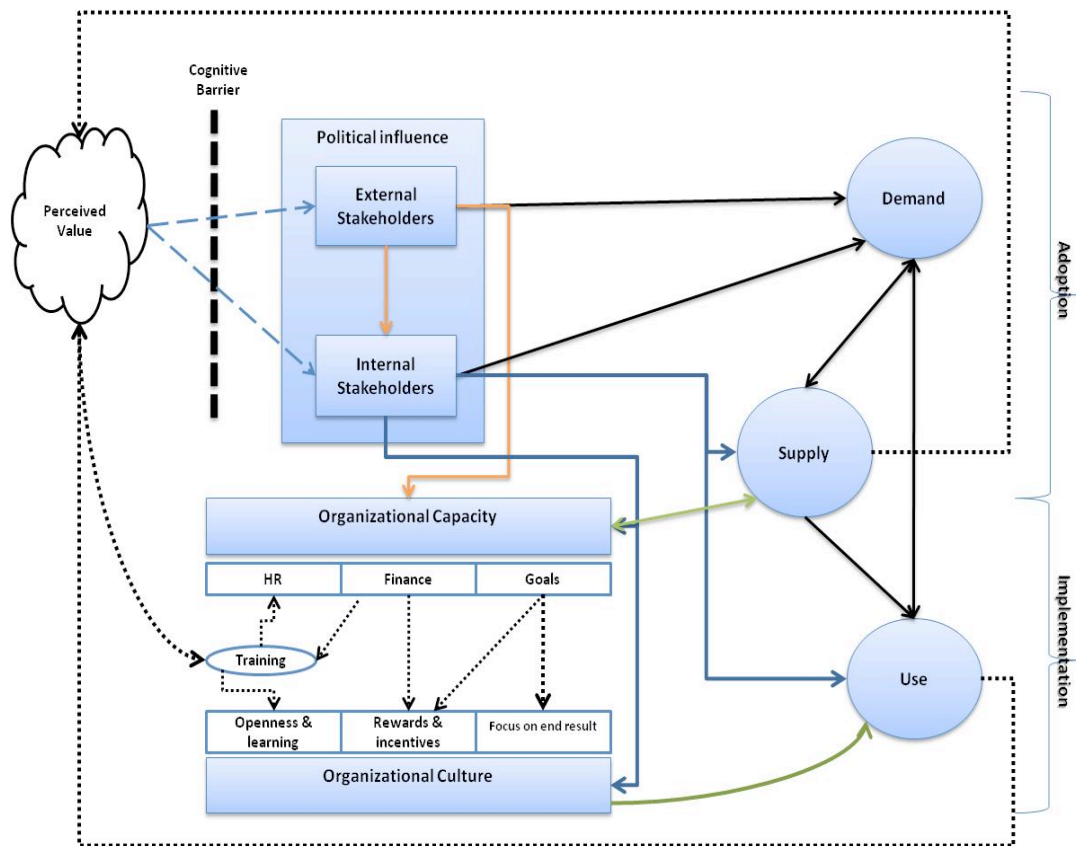 Cognitive
Barrier
Political influence
External
Stakeholders
Demand
Perceived
Value
Adoption
Internal
Stakeholders
Supply
Organizational Capacity
HR
Finance
Goals
Implementation
Training
Use
Openness &
learning
Rewards &
incentives
Focus on end result
Organizational Culture